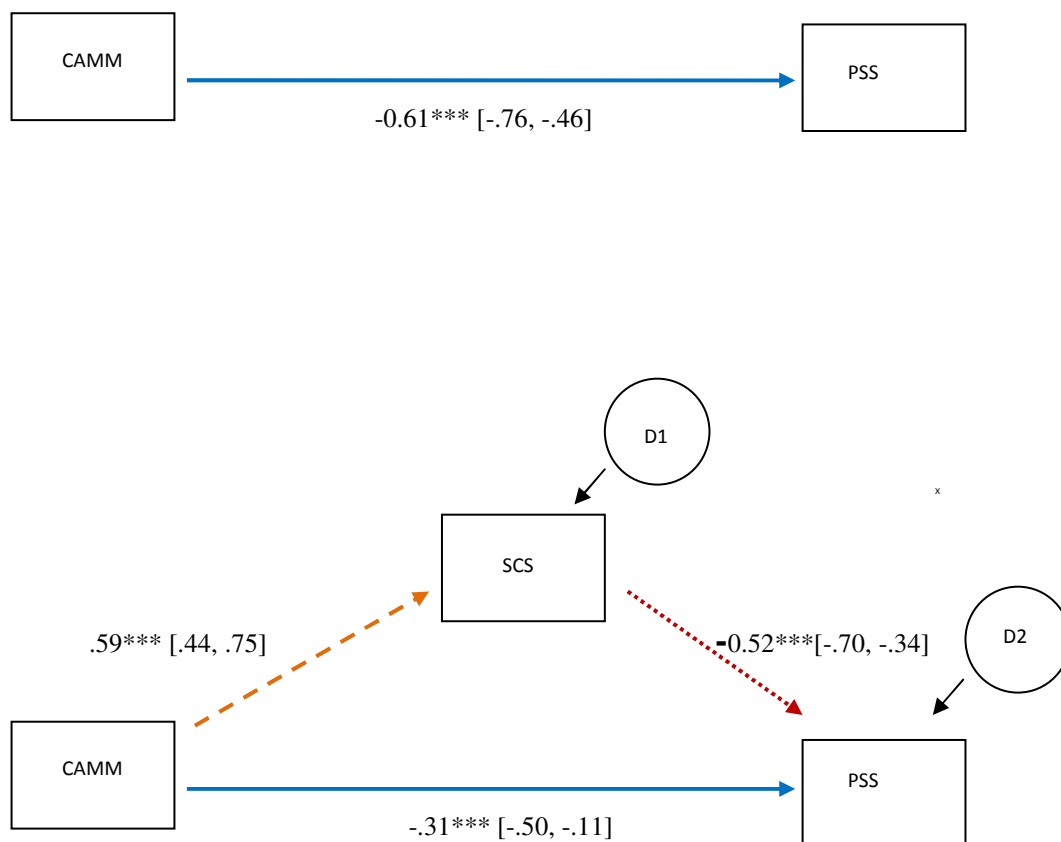 CAMM
PSS
-0.61*** [-.76, -.46]
D1
x
SCS
.59*** [.44, .75]
-0.52***[-.70, -.34]
D2
CAMM
PSS
-.31*** [-.50, -.11]